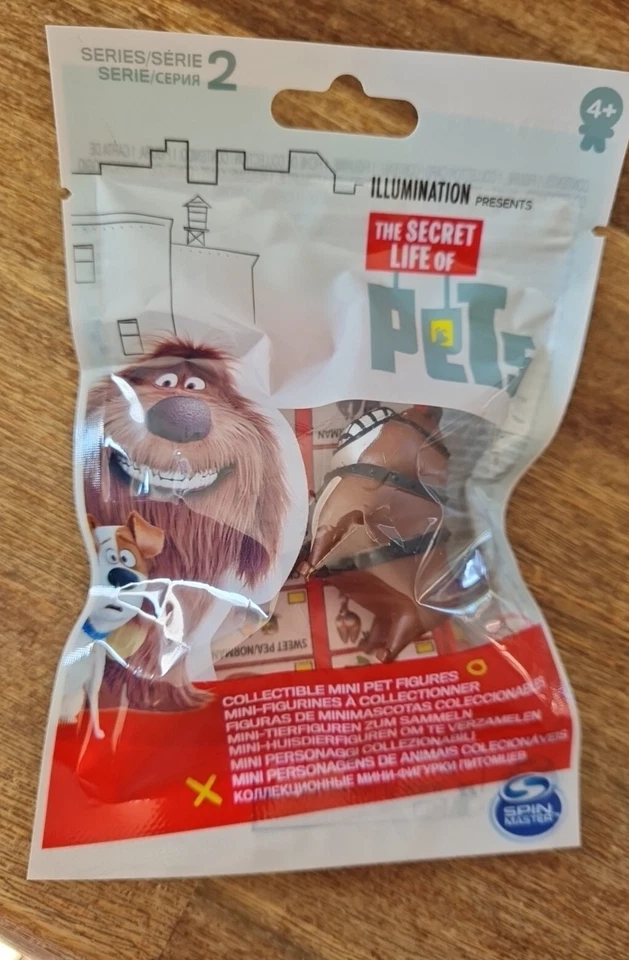 SERIES/SÉRIE 2
SERIE/СЕРИЯ
4+
ILLUMINATION PRESENTS
THE SECRET
LIFE OF
PETS
SWEET PEA/NORMAN
COLLECTIBLE MINI PET FIGURES
MINI-FIGURINES À COLLECTIONNER
FIGURAS DE MINIMASCOTAS COLECCIONABLES
MINI-TIERFIGUREN ZUM SAMMELN
MINI-HUISDIERFIGUREN OM TE VERZAMELEN
MINI PERSONAGGI COLLEZIONABILI
MINI PERSONAGENS DE ANIMAIS COLECIONÁVEIS
КОЛЛЕКЦИОННЫЕ МИНИ-ФИГУРКИ ПИТОМЦЕВ
SPIN
MASTER